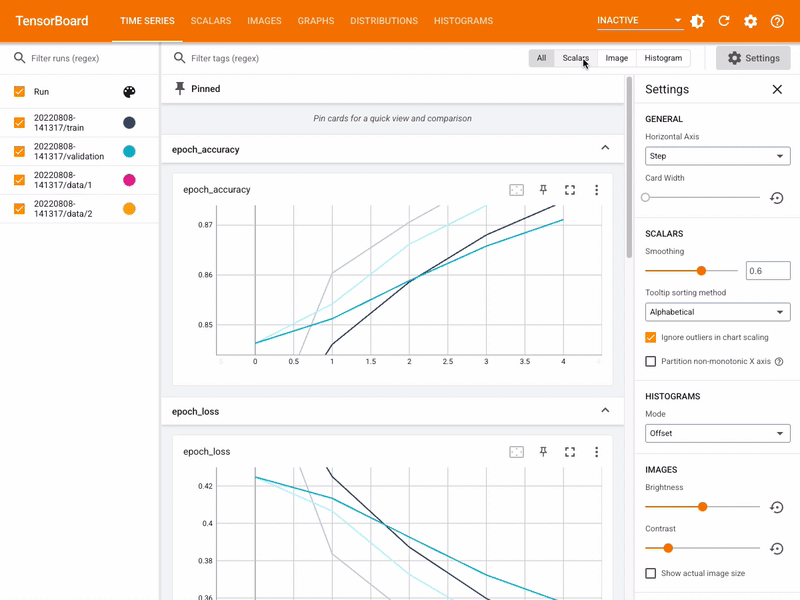 TensorBoard
TIME SERIES
SCALARS
IMAGES
GRAPHS
DISTRIBUTIONS
HISTOGRAMS
INACTIVE
Filter runs (regex)
Filter tags (regex)
All
Scalars
Image
Histogram
Settings
Run
20220808-
141317/train
20220808-
141317/validation
20220808-
141317/data/1
20220808-
141317/data/2
Pinned
Pin cards for a quick view and comparison
epoch_accuracy
epoch_accuracy
0.87
0.86
0.85
0 0.5 1 1.5 2 2.5 3 3.5 4
epoch_loss
epoch_loss
0.42
0.4
0.38
0.36
Settings
GENERAL
Horizontal Axis
Step
Card Width
SCALARS
Smoothing
0.6
Tooltip sorting method
Alphabetical
Ignore outliers in chart scaling
Partition non-monotonic X axis
HISTOGRAMS
Mode
Offset
IMAGES
Brightness
Contrast
Show actual image size